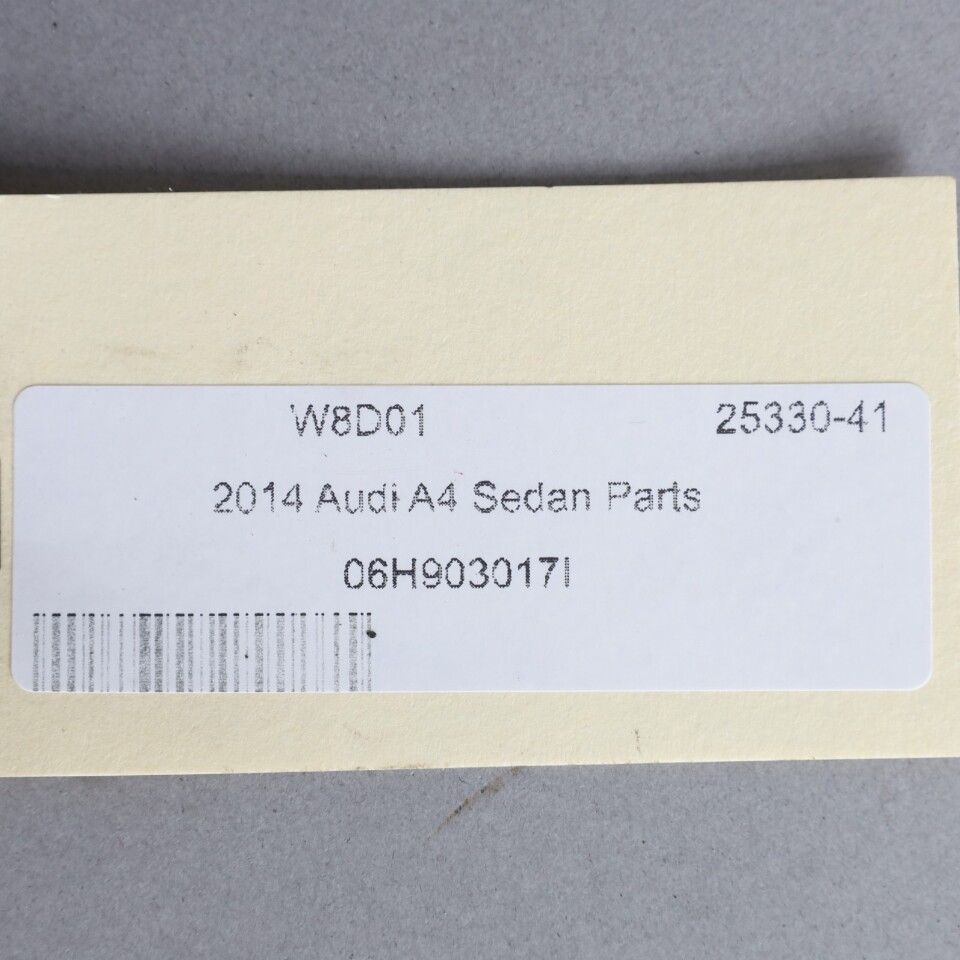 W8D01 25330-41
2014 Audi A4 Sedan Parts
06H903017I